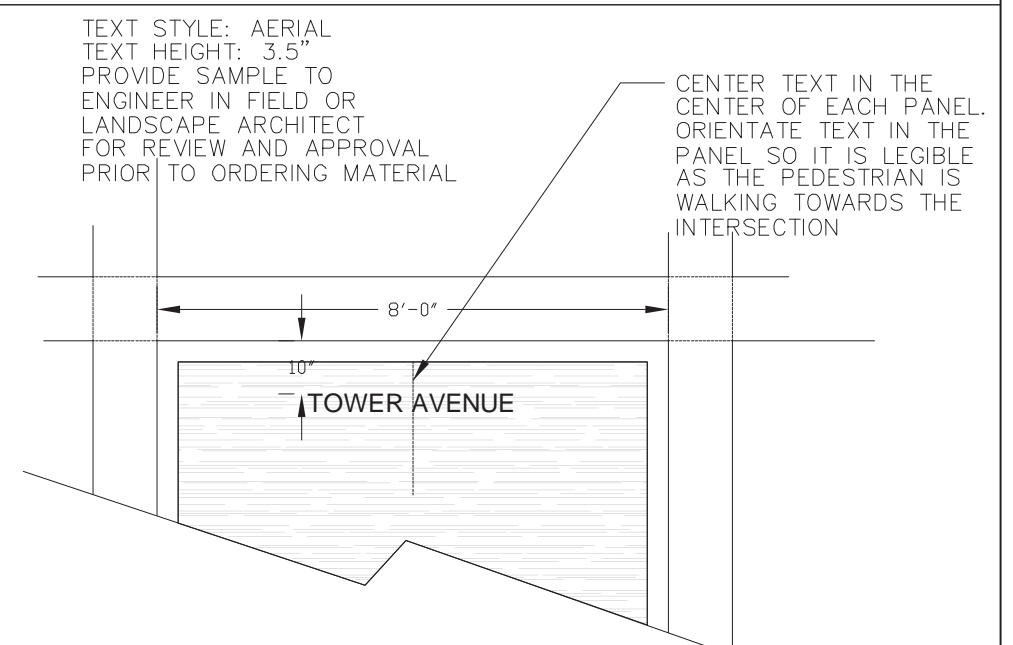 TEXT STYLE: AERIAL
TEXT HEIGHT: 3.5”
PROVIDE SAMPLE TO
ENGINEER IN FIELD OR
LANDSCAPE ARCHITECT
FOR REVIEW AND APPROVAL
PRIOR TO ORDERING MATERIAL
CENTER TEXT IN THE
CENTER OF EACH PANEL.
ORIENTATE TEXT IN THE
PANEL SO IT IS LEGIBLE
AS THE PEDESTRIAN IS
WALKING TOWARDS THE
INTERSECTION
8'-0"
10"
TOWER AVENUE